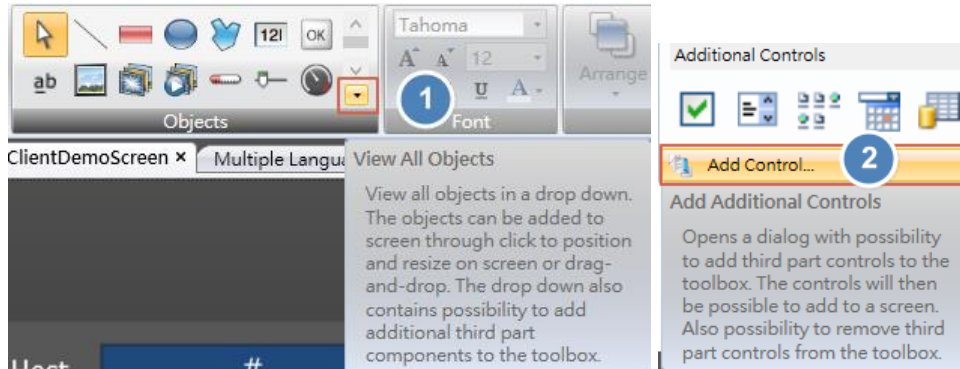 12I
OK
ab
Objects
Tahoma
A A 12
U A
Font
Arrange
1
ClientDemoScreen ×
View All Objects
View all objects in a drop down.
The objects can be added to
screen through click to position
and resize on screen or drag-
and-drop. The drop down also
contains possibility to add
additional third part
components to the toolbox.
#
Additional Controls
Add Control...
2
Add Additional Controls
Opens a dialog with possibility
to add third part controls to the
toolbox. The controls will then
be possible to add to a screen.
Also possibility to remove third
part controls from the toolbox.